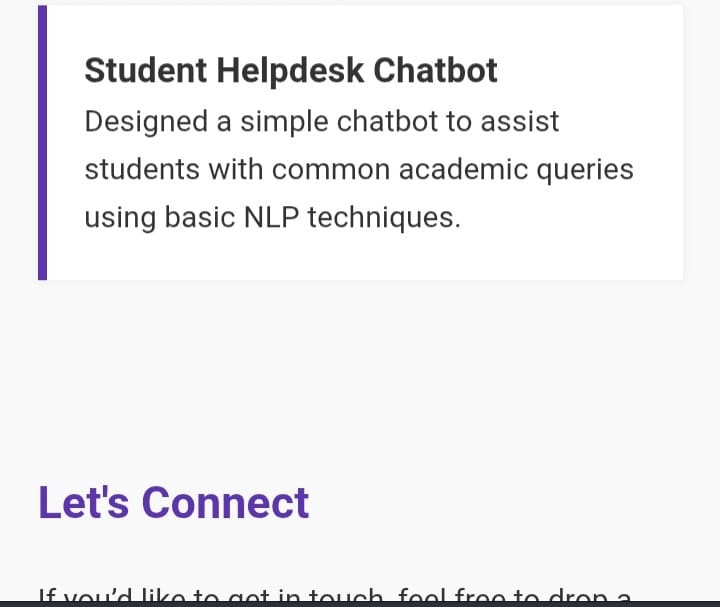 Student Helpdesk Chatbot
Designed a simple chatbot to assist
students with common academic queries
using basic NLP techniques.
Let's Connect
If you’d like to get in touch, feel free to drop a